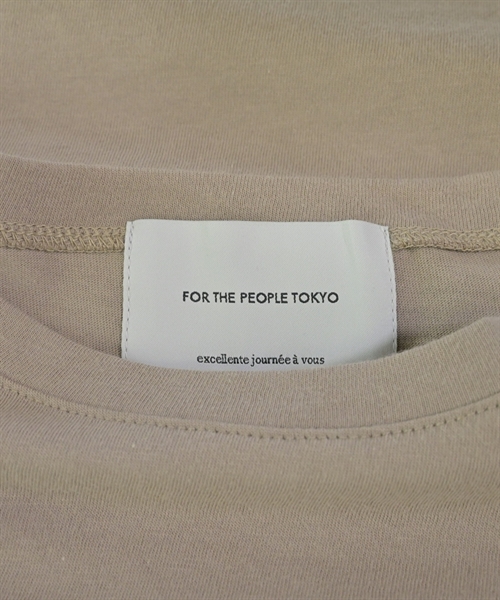 FOR THE PEOPLE TOKYO
excellente journée à vous